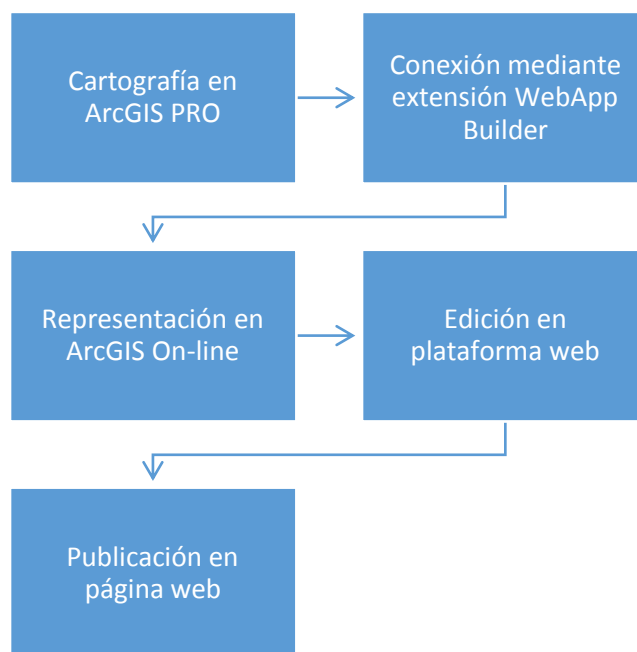 Cartografía en
ArcGIS PRO
Conexión mediante
extensión WebApp
Builder
Representación en
ArcGIS On-line
Edición en
plataforma web
Publicación en
página web